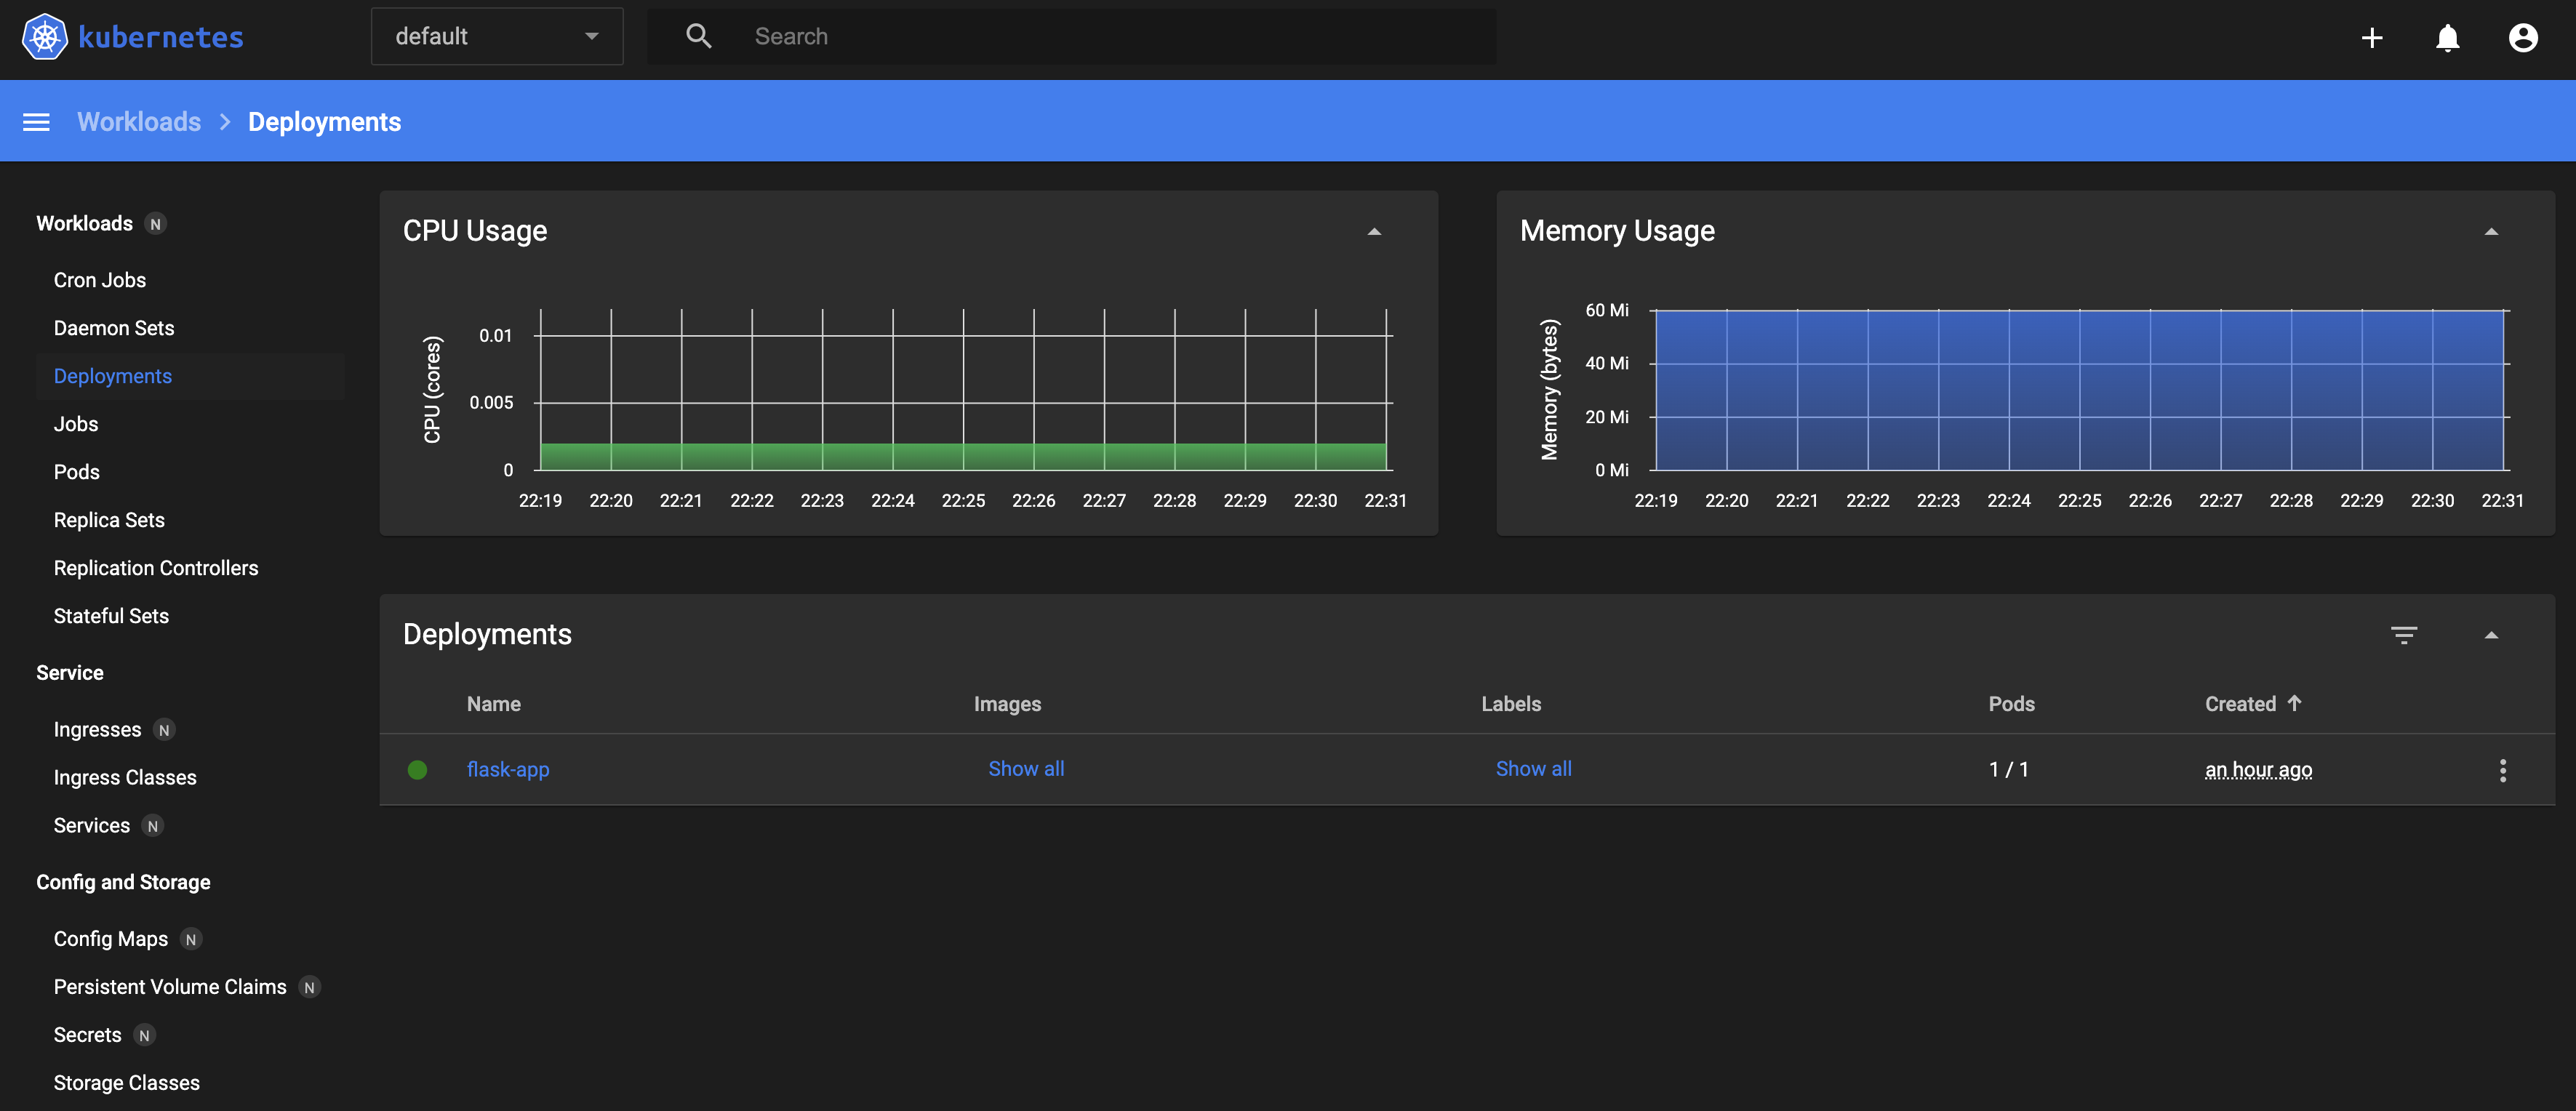 kubernetes
default
Search
Workloads > Deployments
Workloads N
Cron Jobs
Daemon Sets
Deployments
Jobs
Pods
Replica Sets
Replication Controllers
Stateful Sets
Service
Ingresses N
Ingress Classes
Services N
Config and Storage
Config Maps N
Persistent Volume Claims N
Secrets N
Storage Classes
CPU Usage
CPU (cores)
0.01
0.005
0
22:19 22:20 22:21 22:22 22:23 22:24 22:25 22:26 22:27 22:28 22:29 22:30 22:31
Memory Usage
Memory (bytes)
60 Mi
40 Mi
20 Mi
0 Mi
22:19 22:20 22:21 22:22 22:23 22:24 22:25 22:26 22:27 22:28 22:29 22:30 22:31
Deployments
Name Images Labels Pods Created ↑
flask-app Show all Show all 1 / 1 an hour ago